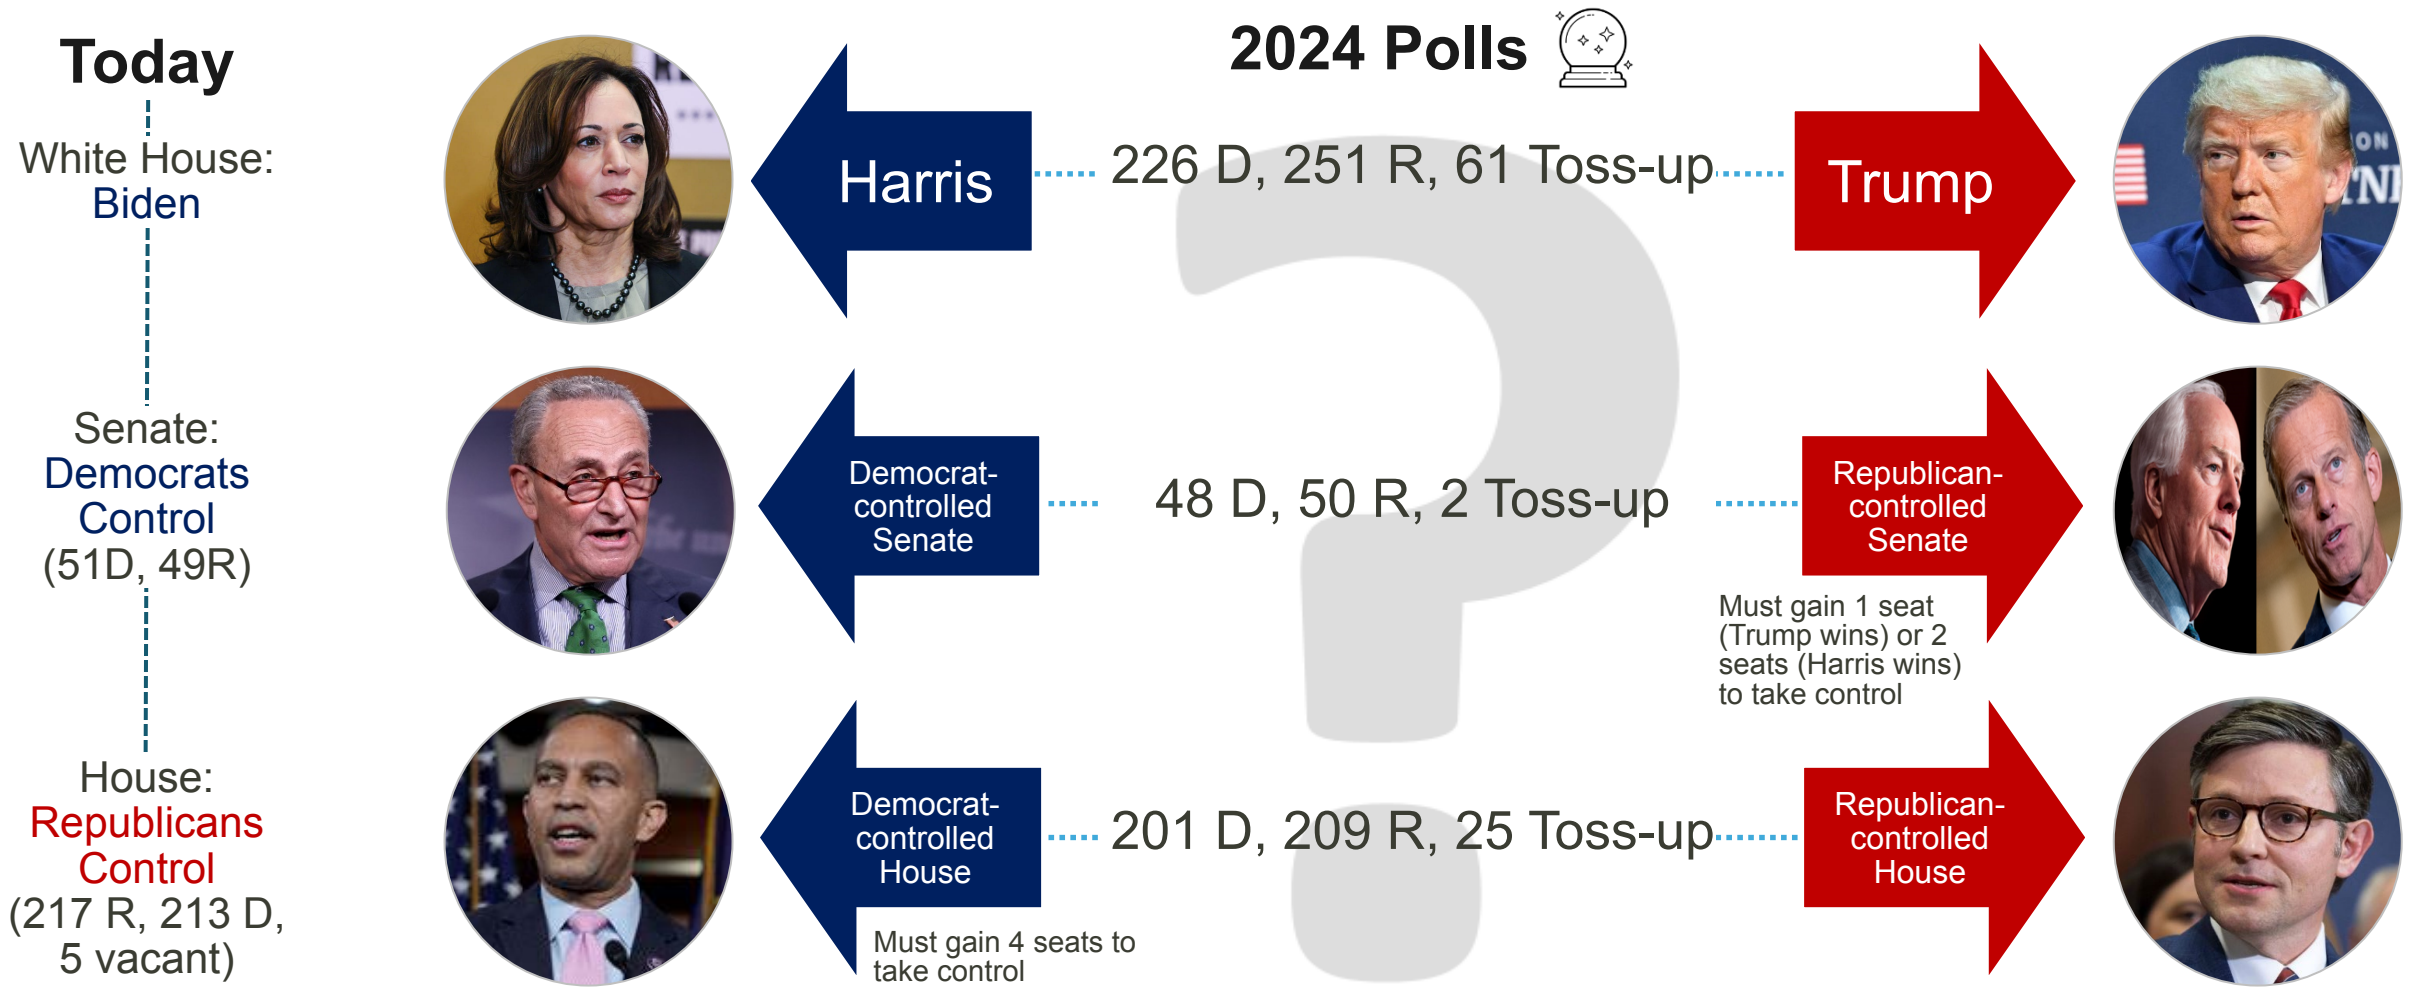 Today
White House:
Biden
Senate:
Democrats
Control
(51D, 49R)
House:
Republicans
Control
(217 R, 213 D,
5 vacant)
2024 Polls
Harris
226 D, 251 R, 61 Toss-up
Trump
Democrat-
controlled
Senate
48 D, 50 R, 2 Toss-up
Republican-
controlled
Senate
Must gain 1 seat
(Trump wins) or 2
seats (Harris wins)
to take control
Democrat-
controlled
House
Must gain 4 seats to
take control
201 D, 209 R, 25 Toss-up
Republican-
controlled
House